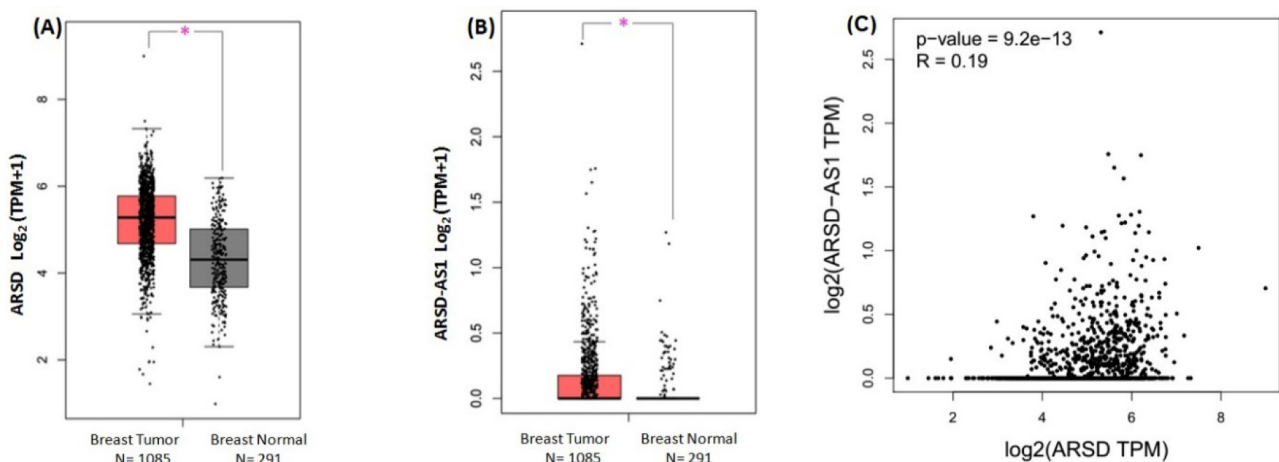 (A)
*
ARSD Log₂(TPM+1)
8
6
4
2
Breast Tumor
N= 1085
Breast Normal
N= 291
(B)
*
ARSD-AS1 Log₂(TPM+1)
2.5
2.0
1.5
1.0
0.5
0.0
Breast Tumor
N= 1085
Breast Normal
N= 291
(C)
p−value = 9.2e−13
R = 0.19
log2(ARSD−AS1 TPM)
2.5
2.0
1.5
1.0
0.5
0.0
2 4 6 8
log2(ARSD TPM)